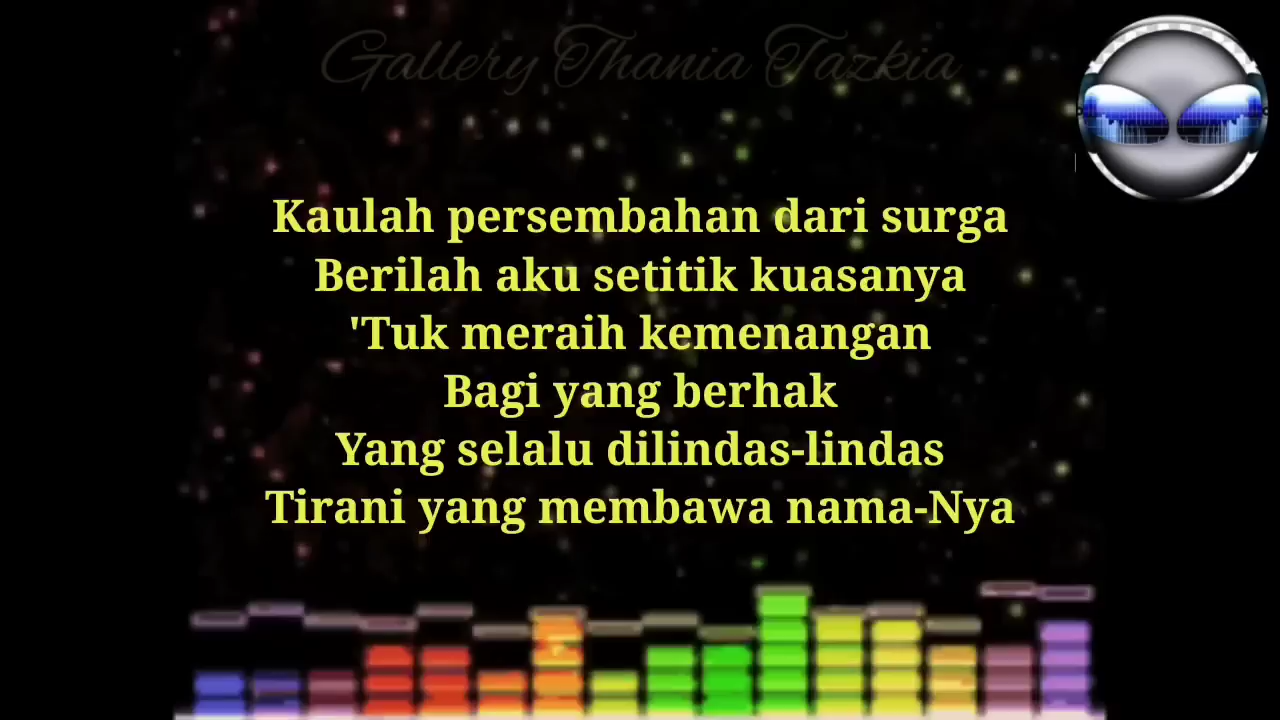 Gallery Thania Tazkia
Kaulah persembahan dari surga
Berilah aku setitik kuasanya
'Tuk meraih kemenangan
Bagi yang berhak
Yang selalu dilindas-lindas
Tirani yang membawa nama-Nya